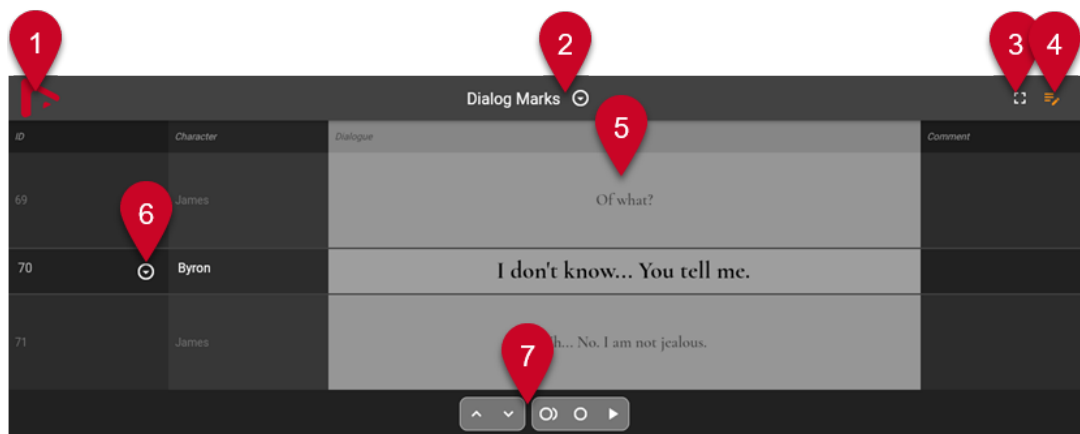 1
2
3
4
Dialog Marks
5
ID Character Dialogue Comment
69 James Of what?
6
70 Byron I don't know... You tell me.
71 James No. I am not jealous.
7